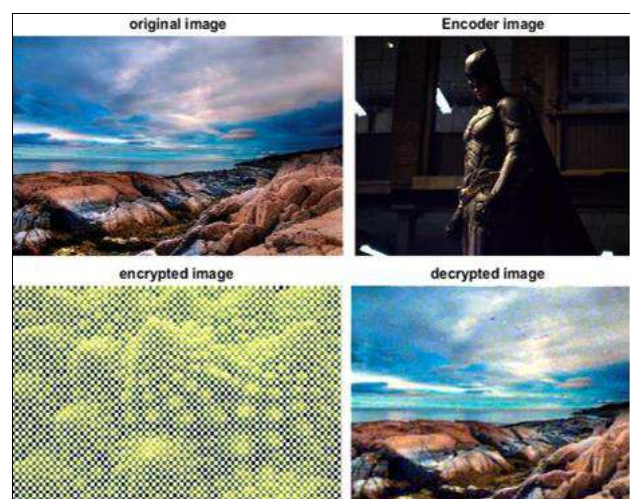 original image
Encoder image
encrypted image
decrypted image